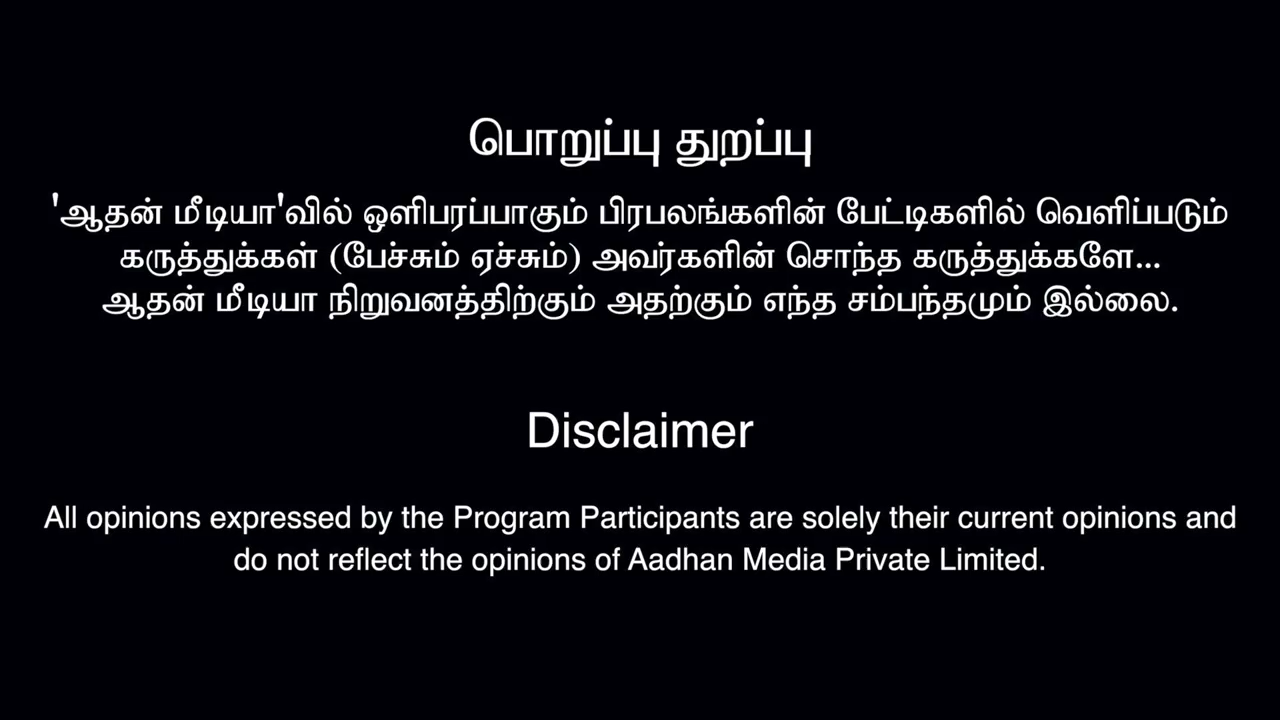 பொறுப்பு துறப்பு
'ஆதன் மீடியா'வில் ஒளிபரப்பாகும் பிரபலங்களின் பேட்டிகளில் வெளிப்படும்
கருத்துக்கள் (பேச்சும் ஏச்சும்) அவர்களின் சொந்த கருத்துக்களே...
ஆதன் மீடியா நிறுவனத்திற்கும் அதற்கும் எந்த சம்பந்தமும் இல்லை.
Disclaimer
All opinions expressed by the Program Participants are solely their current opinions and
do not reflect the opinions of Aadhan Media Private Limited.